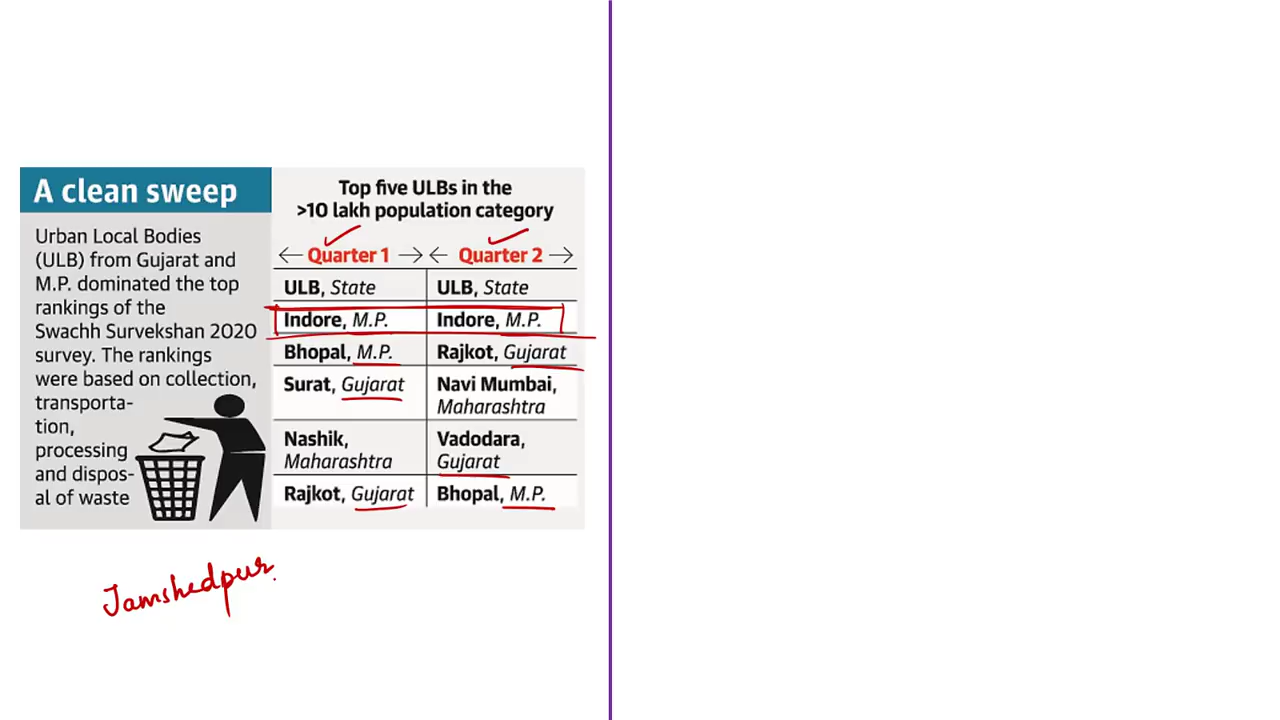 A clean sweep
Urban Local Bodies
(ULB) from Gujarat and
M.P. dominated the top
rankings of the
Swachh Survekshan 2020
survey. The rankings
were based on collection,
transporta-
tion,
processing
and dispos-
al of waste
Top five ULBs in the
>10 lakh population category
← Quarter 1 → ← Quarter 2 →
ULB, State ULB, State
Indore, M.P. Indore, M.P.
Bhopal, M.P. Rajkot, Gujarat
Surat, Gujarat Navi Mumbai,
Maharashtra
Nashik, Vadodara,
Maharashtra Gujarat
Rajkot, Gujarat Bhopal, M.P.
Jamshedpur